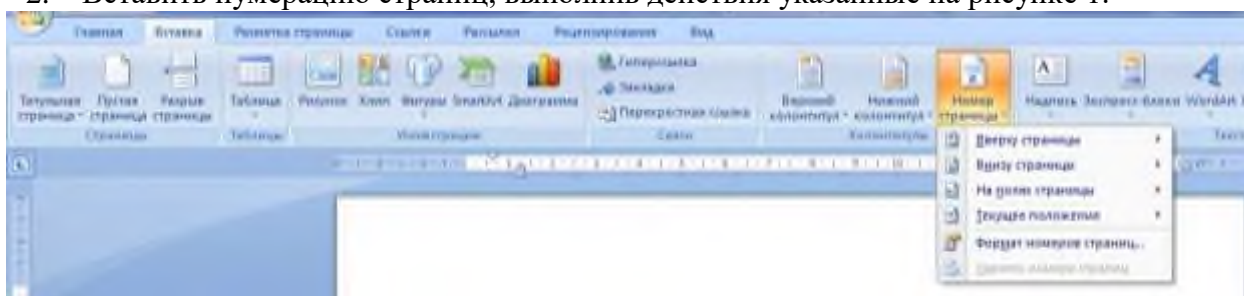 2. Вставить нумерацию страниц, выполнив действия указанные на рисунке 1.
Главная Вставка Разметка страницы Ссылки Рассылки Рецензирование Вид
Титульная страница Пустая страница Разрыв страницы Таблица Рисунок Клип Фигуры SmartArt Диаграмма
Гиперссылка
Закладка
Перекрестная ссылка
Верхний колонтитул Нижний колонтитул Номер страницы Надпись Экспресс-блоки WordArt
Страницы Таблицы Иллюстрации Связи Колонтитулы Текст
Вверху страницы
Внизу страницы
На полях страницы
Текущее положение
Формат номеров страниц...
Удалить номера страниц